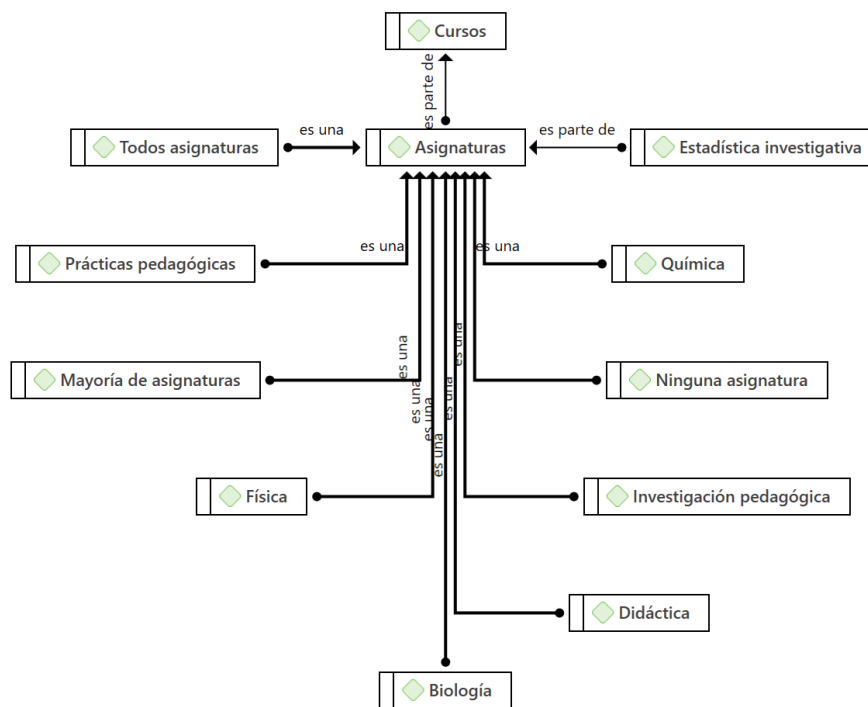 Cursos
es parte de
es una
es parte de
Todos asignaturas
Asignaturas
Estadística investigativa
es una
es una
Prácticas pedagógicas
Química
es una
es una
es una
es una
es una
es una
Mayoría de asignaturas
Ninguna asignatura
Física
Investigación pedagógica
Didáctica
Biología